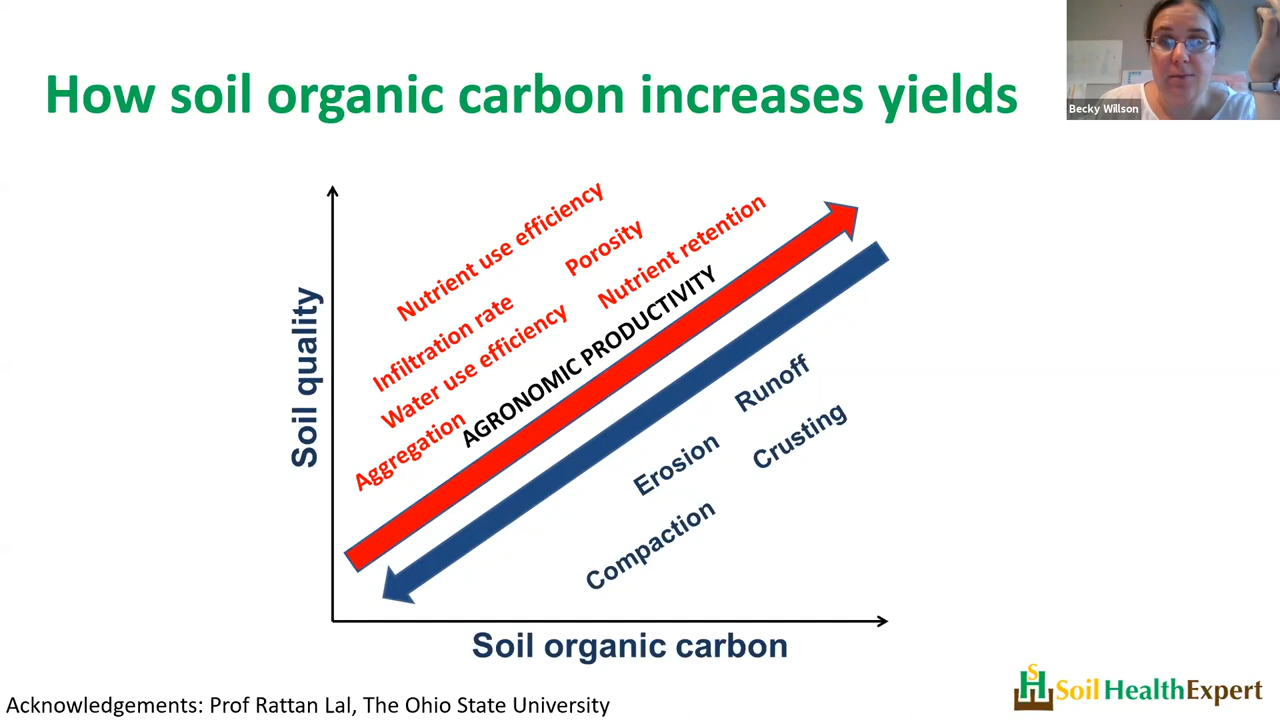 How soil organic carbon increases yields
Becky Willson
Nutrient use efficiency
Porosity
Nutrient retention
Infiltration rate
Water use efficiency
Aggregation
AGRONOMIC PRODUCTIVITY
Soil quality
Runoff
Crusting
Erosion
Compaction
Soil organic carbon
Acknowledgements: Prof Rattan Lal, The Ohio State University
SH Soil HealthExpert